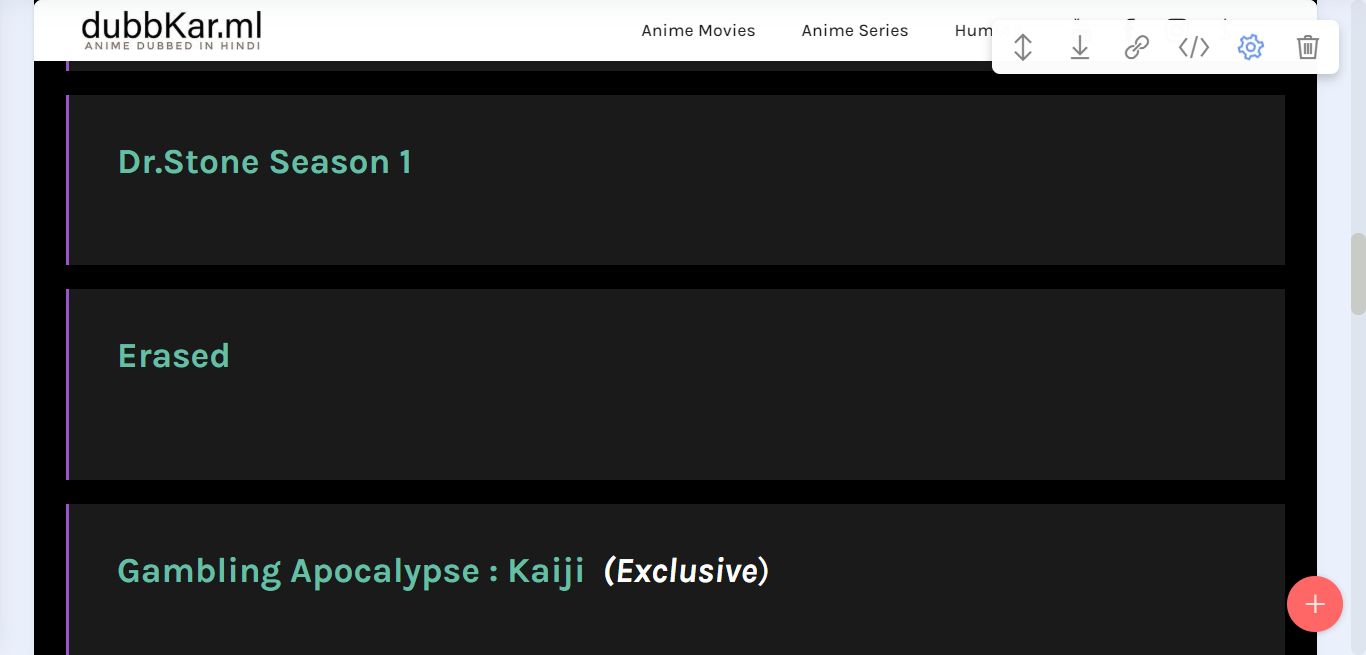 dubbKar.ml
ANIME DUBBED IN HINDI
Anime Movies Anime Series Hum
Dr.Stone Season 1
Erased
Gambling Apocalypse : Kaiji (Exclusive)